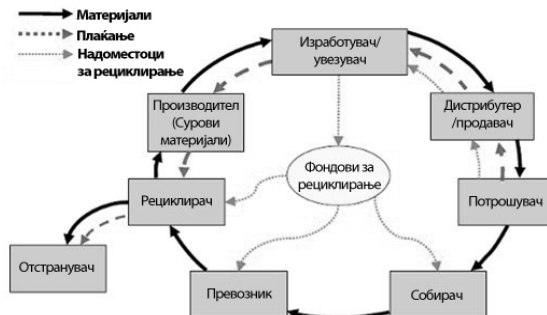 Материјали
Плаќање
Надоместоци
за рециклирање
Изработувач/
увезувач
Производител
(Сурови
материјали)
Дистрибутер
/продавач
Фондови за
рециклирање
Рециклирач
Потрошувач
Отстранувач
Превозник
Собирач